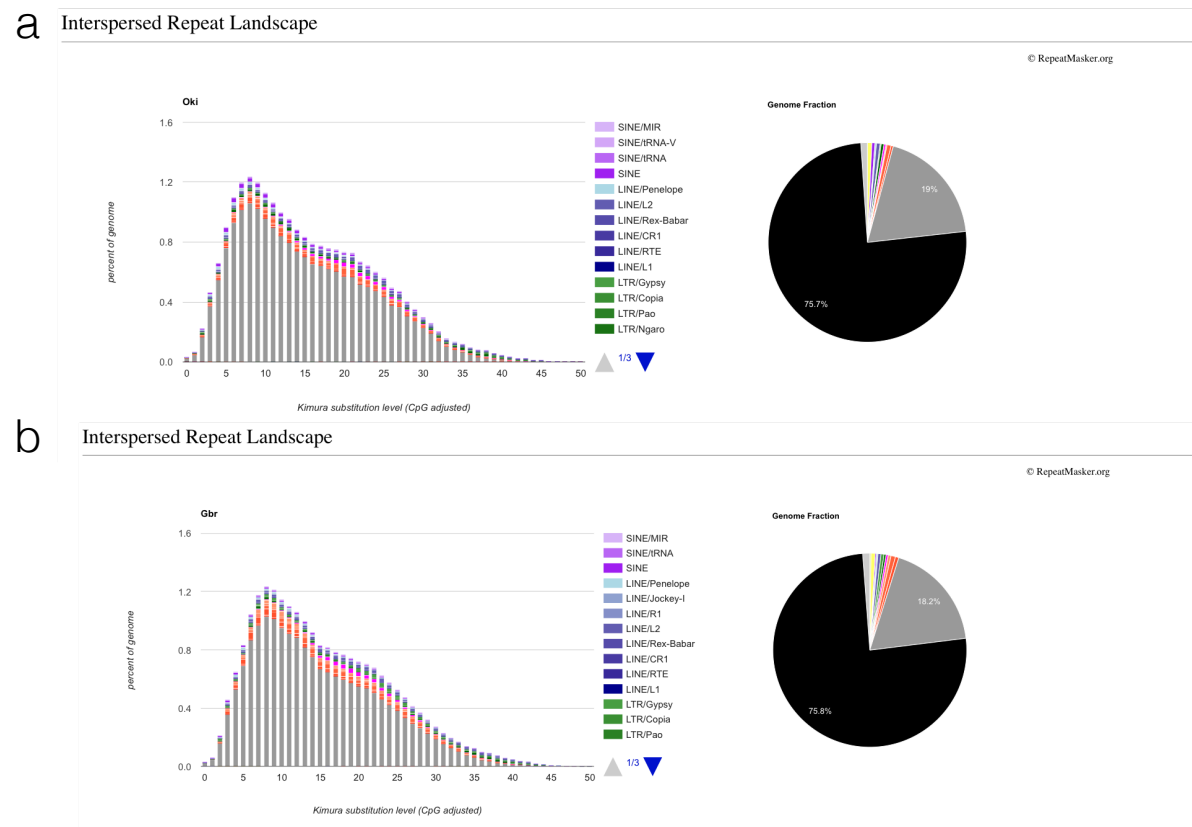 a
Interspersed Repeat Landscape
© RepeatMasker.org
Oki
percent of genome
1.6
1.2
0.8
0.4
0.0
0 5 10 15 20 25 30 35 40 45 50
Kimura substitution level (CpG adjusted)
SINE/MIR
SINE/tRNA-V
SINE/tRNA
SINE
LINE/Penelope
LINE/L2
LINE/Rex-Babar
LINE/CR1
LINE/RTE
LINE/L1
LTR/Gypsy
LTR/Copia
LTR/Pao
LTR/Ngaro
1/3
Genome Fraction
19%
75.7%
b
Interspersed Repeat Landscape
© RepeatMasker.org
Gbr
percent of genome
1.6
1.2
0.8
0.4
0.0
0 5 10 15 20 25 30 35 40 45 50
Kimura substitution level (CpG adjusted)
SINE/MIR
SINE/tRNA
SINE
LINE/Penelope
LINE/Jockey-I
LINE/R1
LINE/L2
LINE/Rex-Babar
LINE/CR1
LINE/RTE
LINE/L1
LTR/Gypsy
LTR/Copia
LTR/Pao
1/3
Genome Fraction
18.2%
75.8%